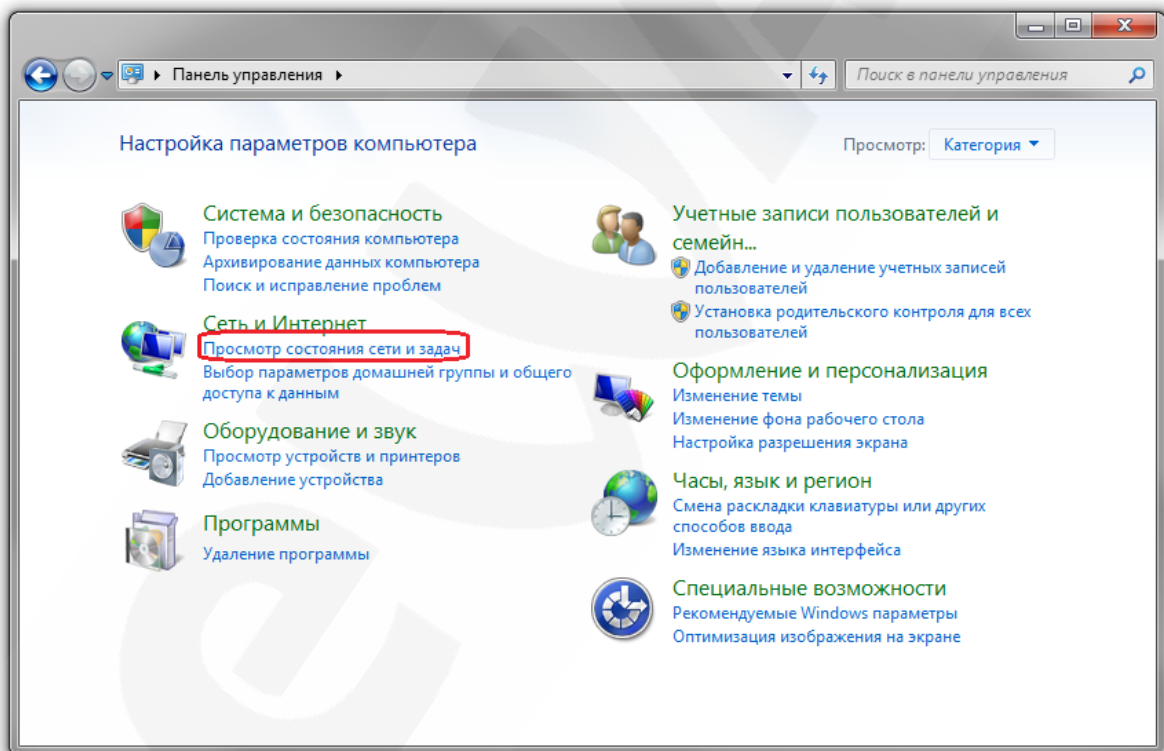 Панель управления
Поиск в панели управления
Настройка параметров компьютера
Просмотр: Категория
Система и безопасность
Проверка состояния компьютера
Архивирование данных компьютера
Поиск и исправление проблем
Сеть и Интернет
Просмотр состояния сети и задач
Выбор параметров домашней группы и общего
доступа к данным
Оборудование и звук
Просмотр устройств и принтеров
Добавление устройства
Программы
Удаление программы
Учетные записи пользователей и
семейн...
Добавление и удаление учетных записей
пользователей
Установка родительского контроля для всех
пользователей
Оформление и персонализация
Изменение темы
Изменение фона рабочего стола
Настройка разрешения экрана
Часы, язык и регион
Смена раскладки клавиатуры или других
способов ввода
Изменение языка интерфейса
Специальные возможности
Рекомендуемые Windows параметры
Оптимизация изображения на экране